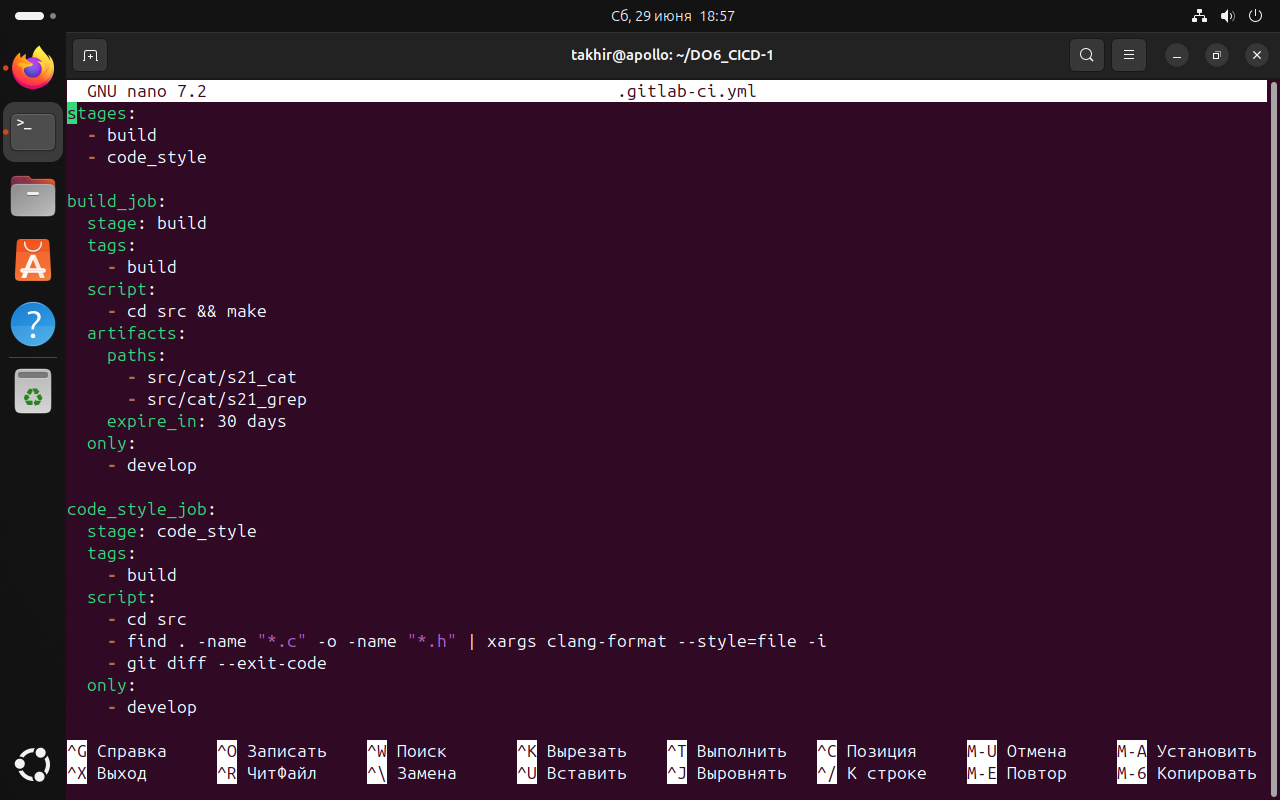 Сб, 29 июня 18:57
takhir@apollo: ~/DO6_CICD-1
GNU nano 7.2 .gitlab-ci.yml
stages:
  - build
  - code_style

build_job:
  stage: build
  tags:
    - build
  script:
    - cd src && make
  artifacts:
    paths:
      - src/cat/s21_cat
      - src/cat/s21_grep
    expire_in: 30 days
  only:
    - develop

code_style_job:
  stage: code_style
  tags:
    - build
  script:
    - cd src
    - find . -name "*.c" -o -name "*.h" | xargs clang-format --style=file -i
    - git diff --exit-code
  only:
    - develop

^G Справка ^O Записать ^W Поиск ^K Вырезать ^T Выполнить ^C Позиция M-U Отмена M-A Установить
^X Выход ^R ЧитФайл ^\ Замена ^U Вставить ^J Выровнять ^/ К строке M-E Повтор M-6 Копировать